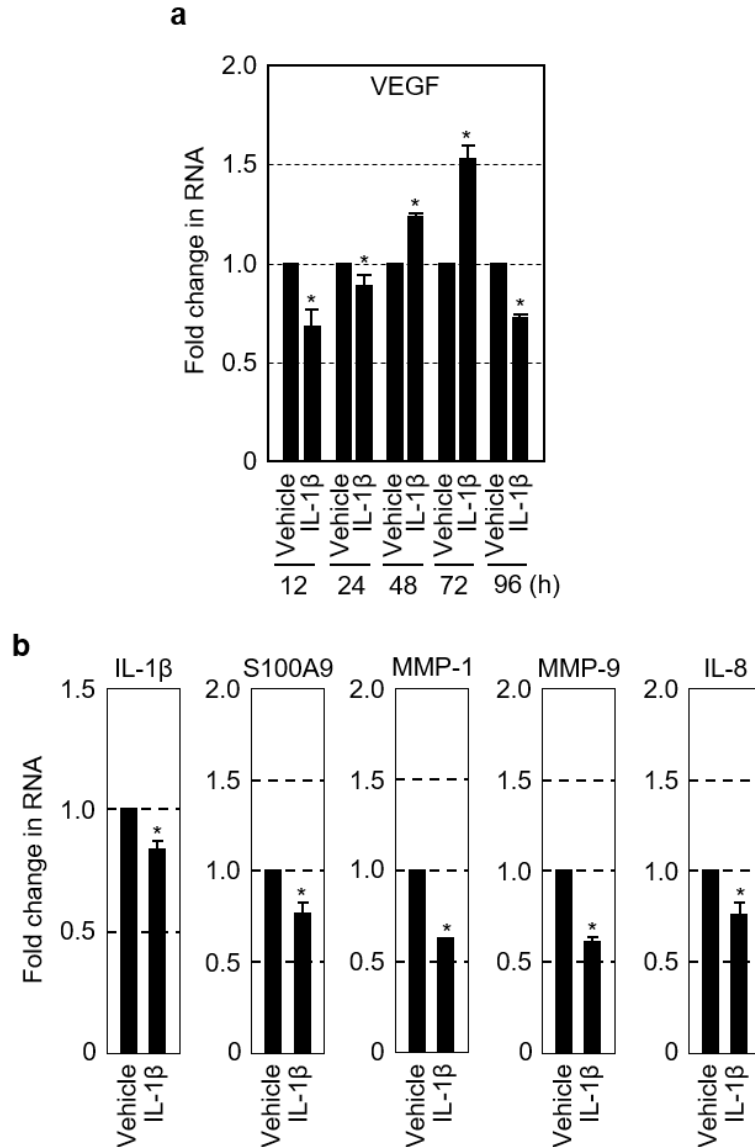 a
VEGF
Fold change in RNA
2.0
1.5
1.0
0.5
0
Vehicle
IL-1β
Vehicle
IL-1β
Vehicle
IL-1β
Vehicle
IL-1β
Vehicle
IL-1β
* * * * *
12 24 48 72 96 (h)
b
Fold change in RNA
IL-1β
1.5
1.0
0.5
0
*
Vehicle
IL-1β
S100A9
2.0
1.5
1.0
0.5
0
*
Vehicle
IL-1β
MMP-1
2.0
1.5
1.0
0.5
0
*
Vehicle
IL-1β
MMP-9
2.0
1.5
1.0
0.5
0
*
Vehicle
IL-1β
IL-8
2.0
1.5
1.0
0.5
0
*
Vehicle
IL-1β